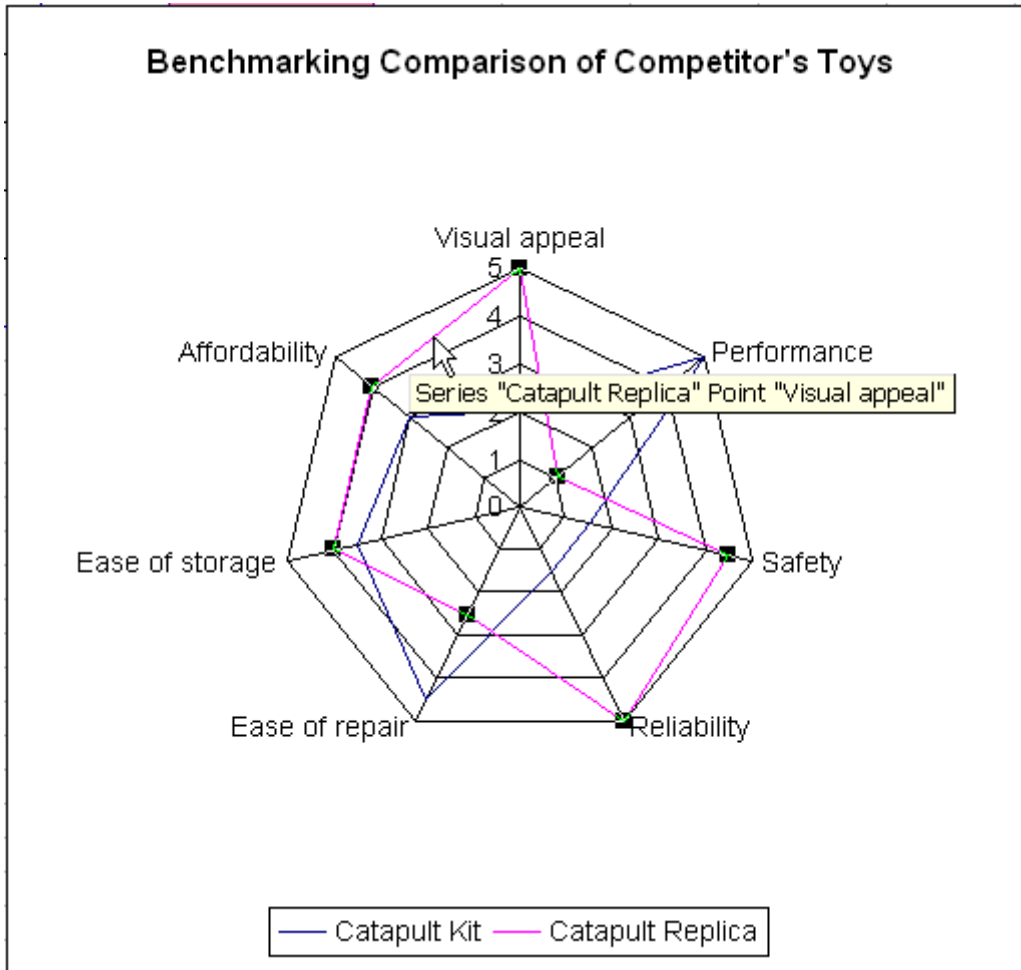 Benchmarking Comparison of Competitor's Toys
Visual appeal
5
4
Affordability
3
Performance
Series "Catapult Replica" Point "Visual appeal"
2
1
0
Ease of storage
Safety
Ease of repair
Reliability
Catapult Kit
Catapult Replica